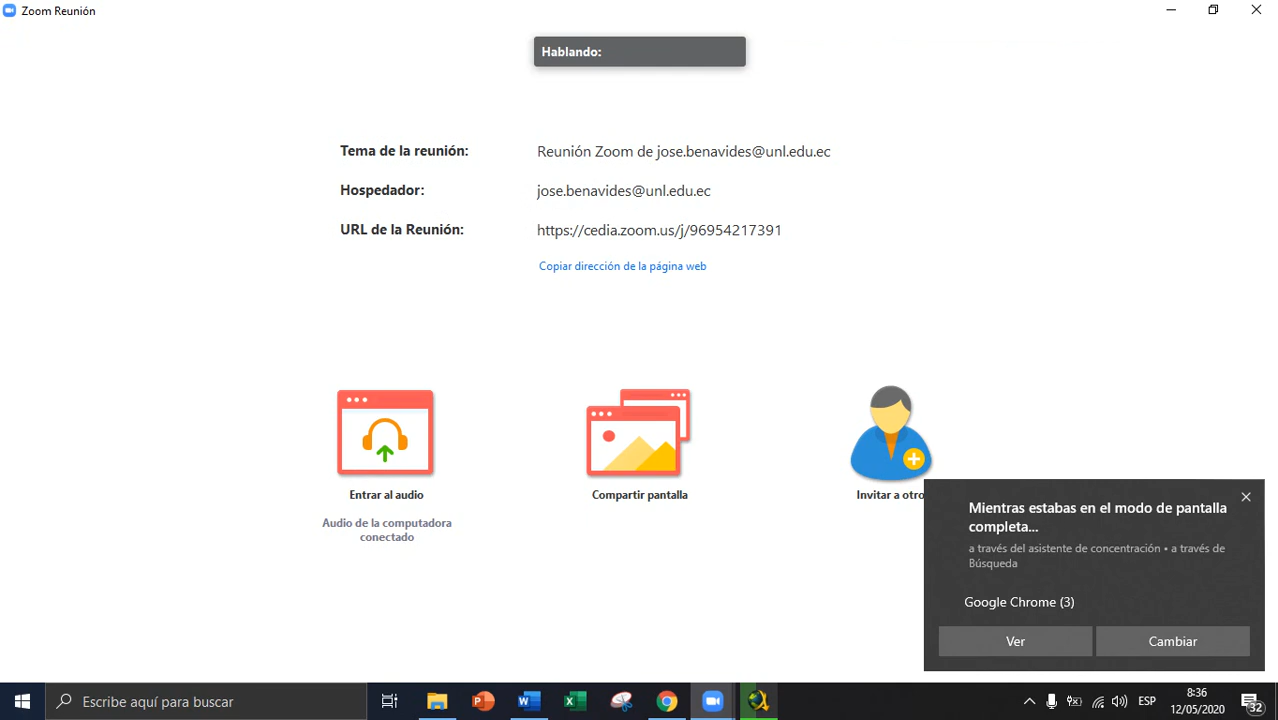 Zoom Reunión
Hablando:
Tema de la reunión: Reunión Zoom de jose.benavides@unl.edu.ec
Hospedador: jose.benavides@unl.edu.ec
URL de la Reunión: https://cedia.zoom.us/j/96954217391
Copiar dirección de la página web
Entrar al audio
Audio de la computadora
conectado
Compartir pantalla
Invitar a otro
Mientras estabas en el modo de pantalla
completa...
a través del asistente de concentración • a través de
Búsqueda
Google Chrome (3)
Ver Cambiar
Escribe aquí para buscar
ESP
8:36
12/05/2020
32